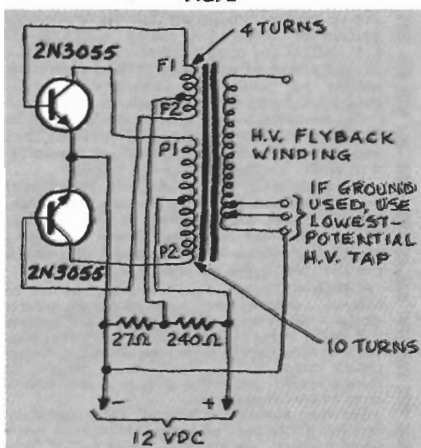 4 TURNS
2N3055
F1
F2
P1
H.V. FLYBACK
WINDING
IF GROUND
USED, USE
LOWEST-
POTENTIAL
H.V. TAP
P2
2N3055
10 TURNS
27Ω 240Ω
- +
12 VDC